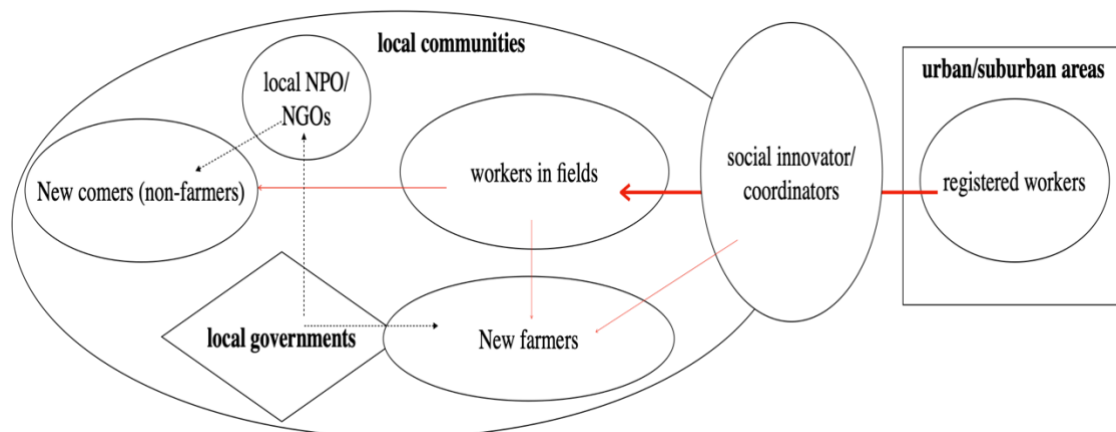 local communities
local NPO/
NGOs
New comers (non-farmers)
workers in fields
social innovator/
coordinators
urban/suburban areas
registered workers
local governments
New farmers